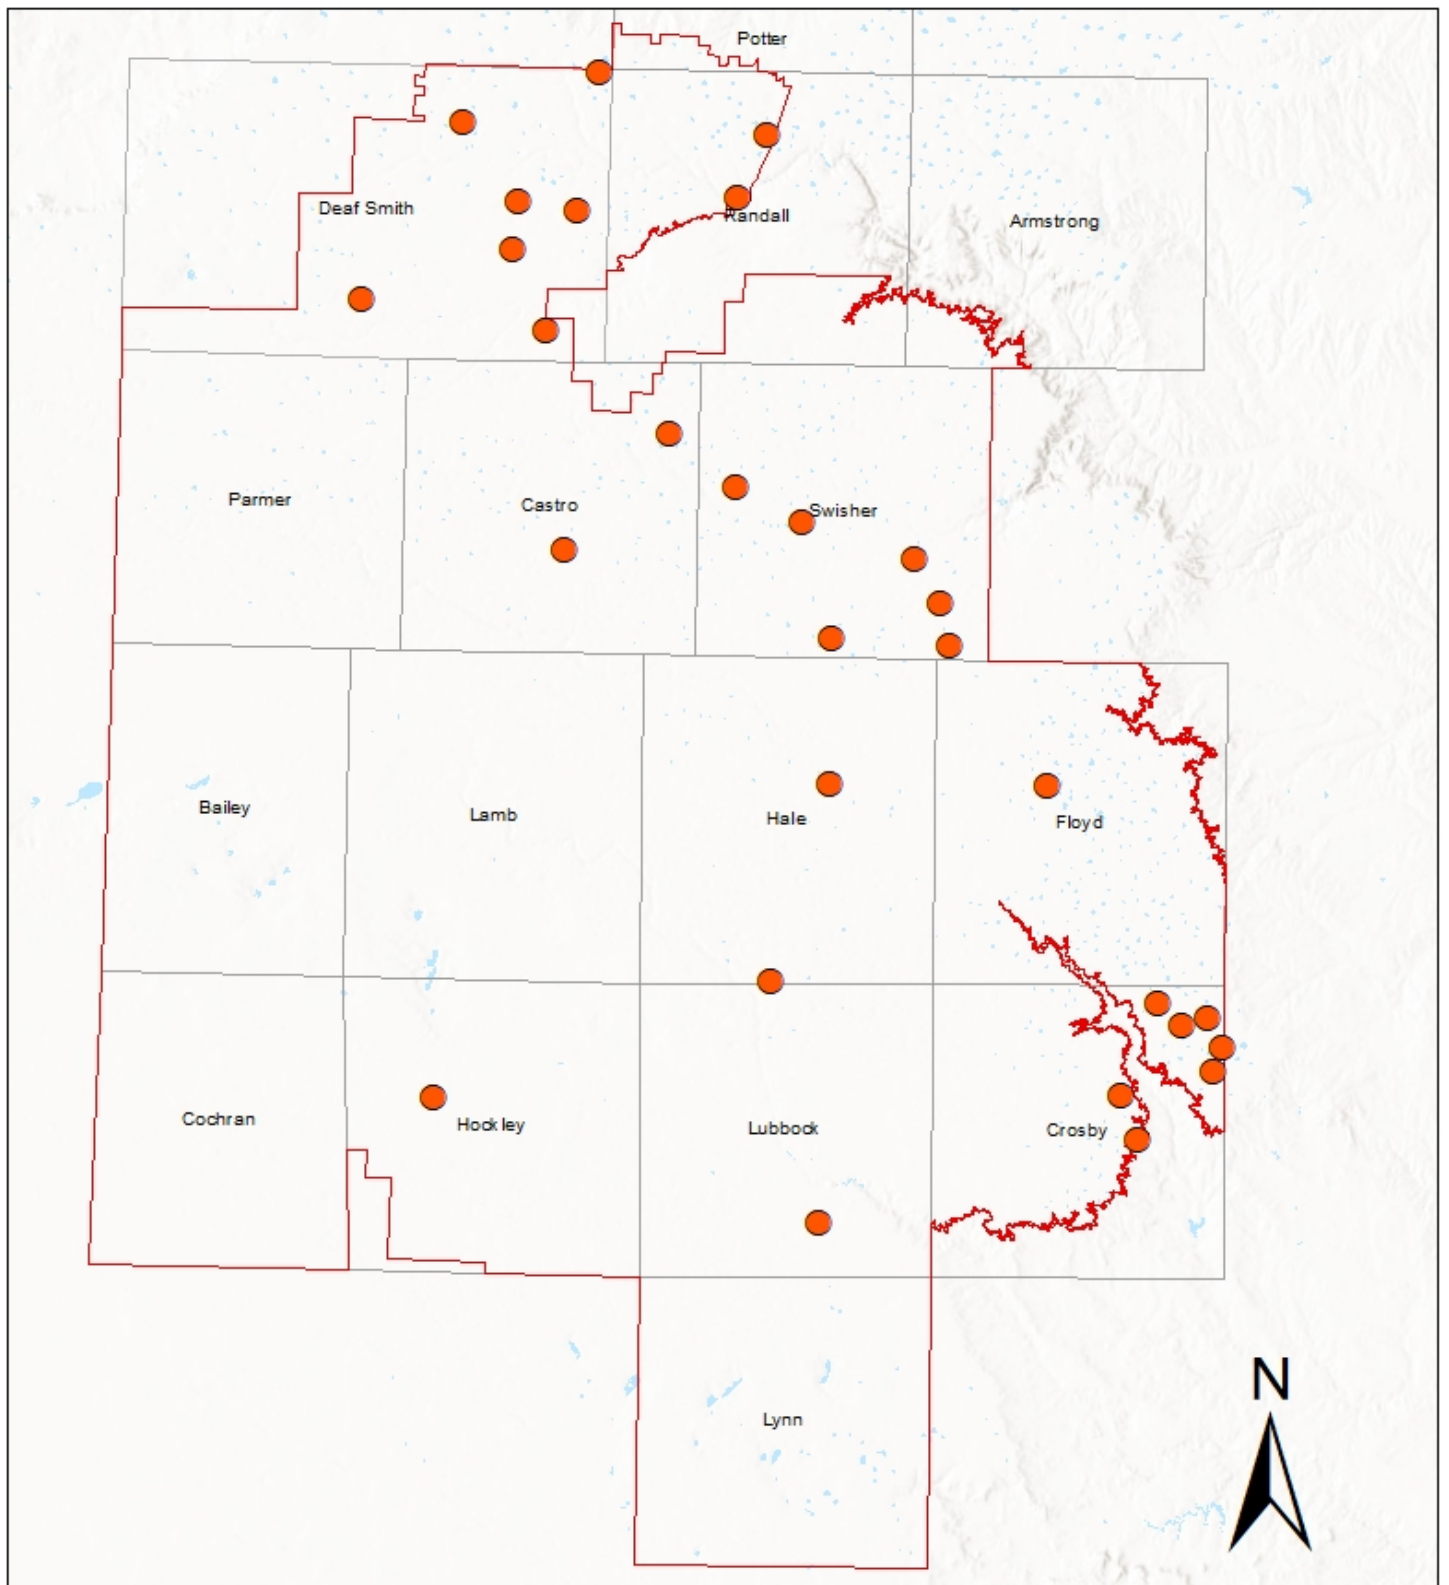 Potter
Deaf Smith
Randall
Armstrong
Parmer
Castro
Swisher
Bailey
Lamb
Hale
Floyd
Cochran
Hockley
Lubbock
Crosby
N
Lynn